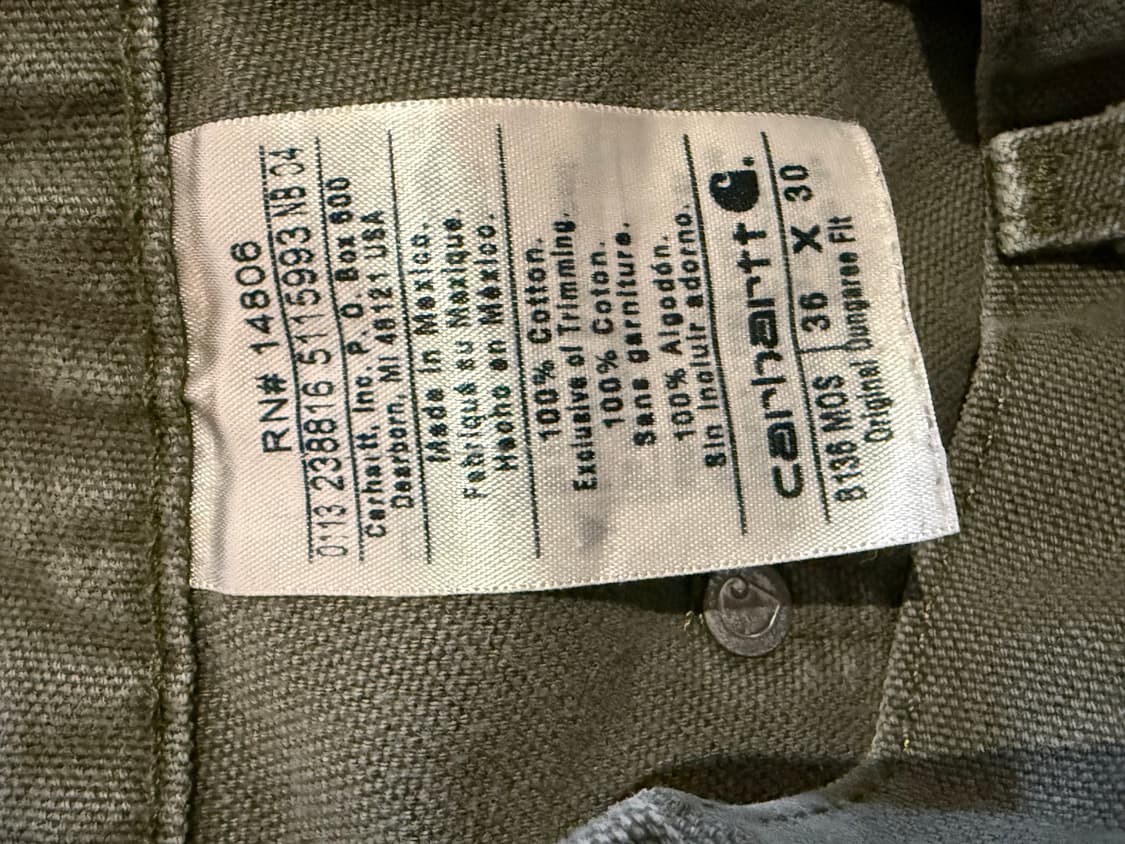 carhartt
B136 MOS 36 X 30
Original Dungaree Fit
100% Cotton.
Exclusive of Trimming.
100% Coton.
Sans garniture.
100% Algodón.
Sin incluir adorno.
Made in Mexico.
Fabriqué au Mexique.
Hecho en México.
Carhartt, Inc. P. O. Box 600
Dearborn, MI 48121 USA
0113 238816 5115993 NB 04
RN# 14806